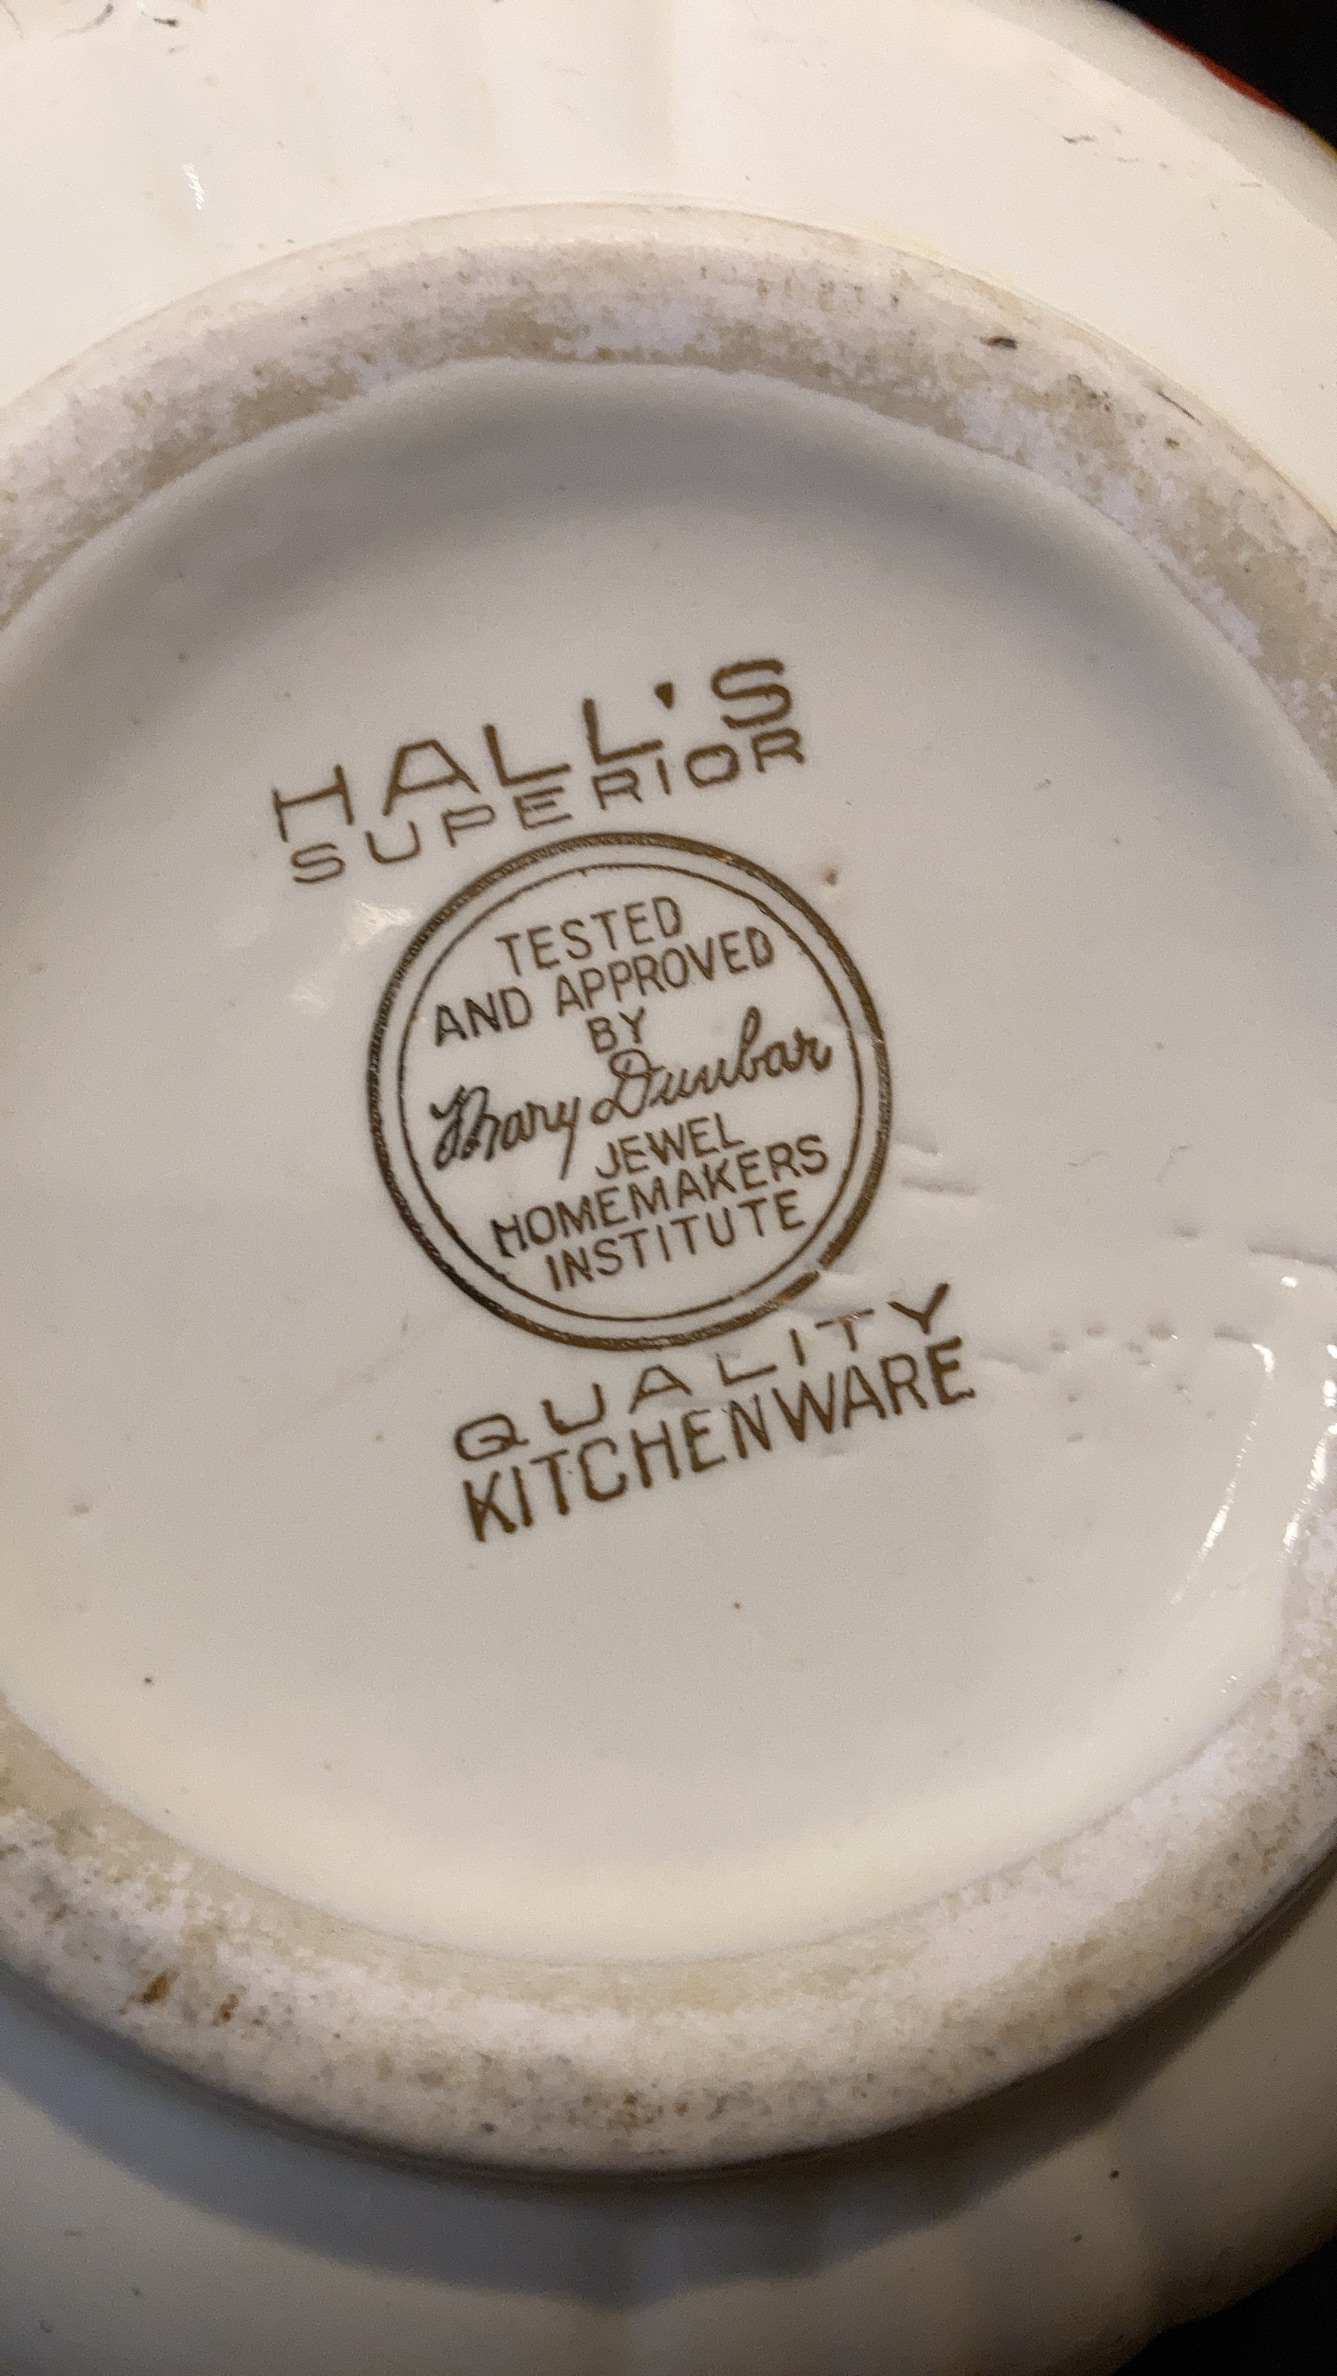 HALL'S
SUPERIOR
TESTED
AND APPROVED
BY
Mary Dunbar
JEWEL
HOMEMAKERS
INSTITUTE
QUALITY
KITCHENWARE